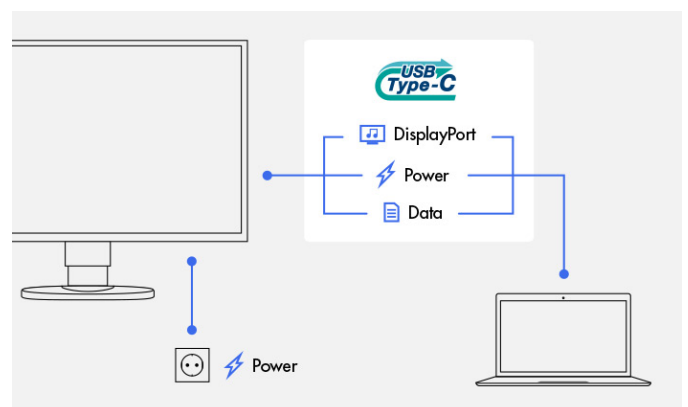 USB
Type-C
DisplayPort
Power
Data
Power